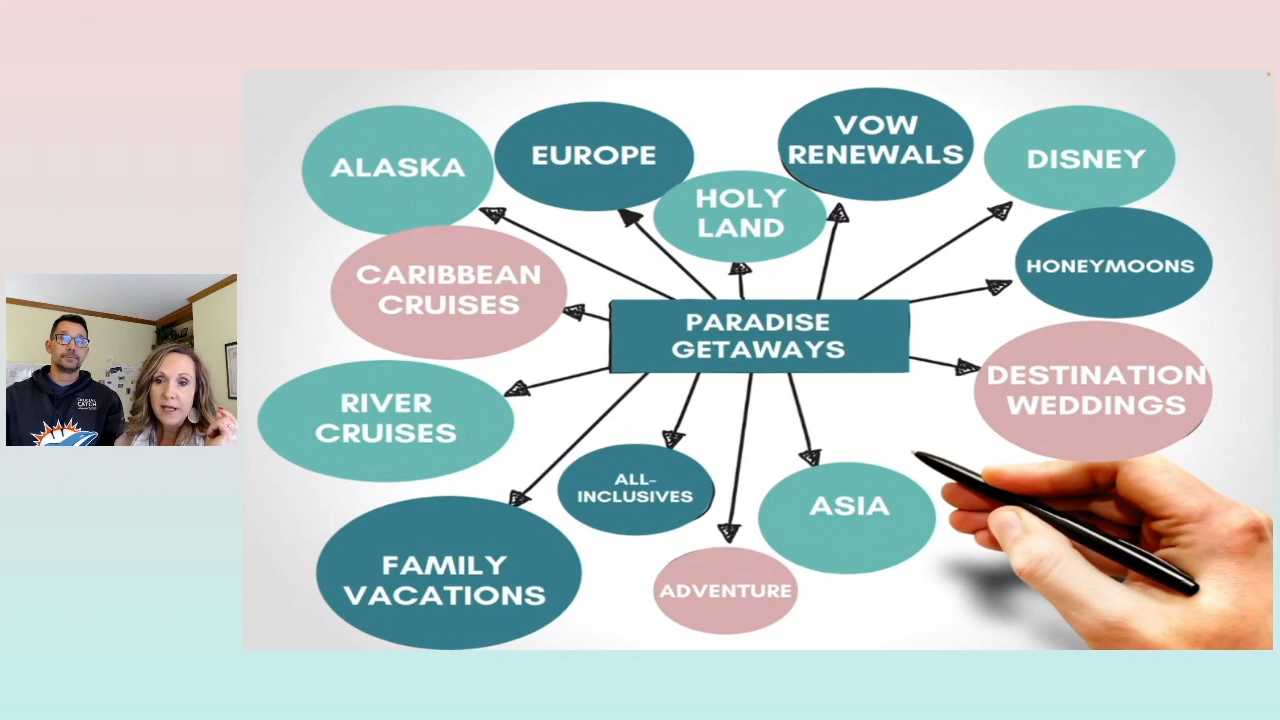 ALASKA
EUROPE
VOW
RENEWALS
DISNEY
HOLY
LAND
HONEYMOONS
CARIBBEAN
CRUISES
PARADISE
GETAWAYS
DESTINATION
WEDDINGS
RIVER
CRUISES
ALL-
INCLUSIVES
ASIA
FAMILY
VACATIONS
ADVENTURE
CATCH